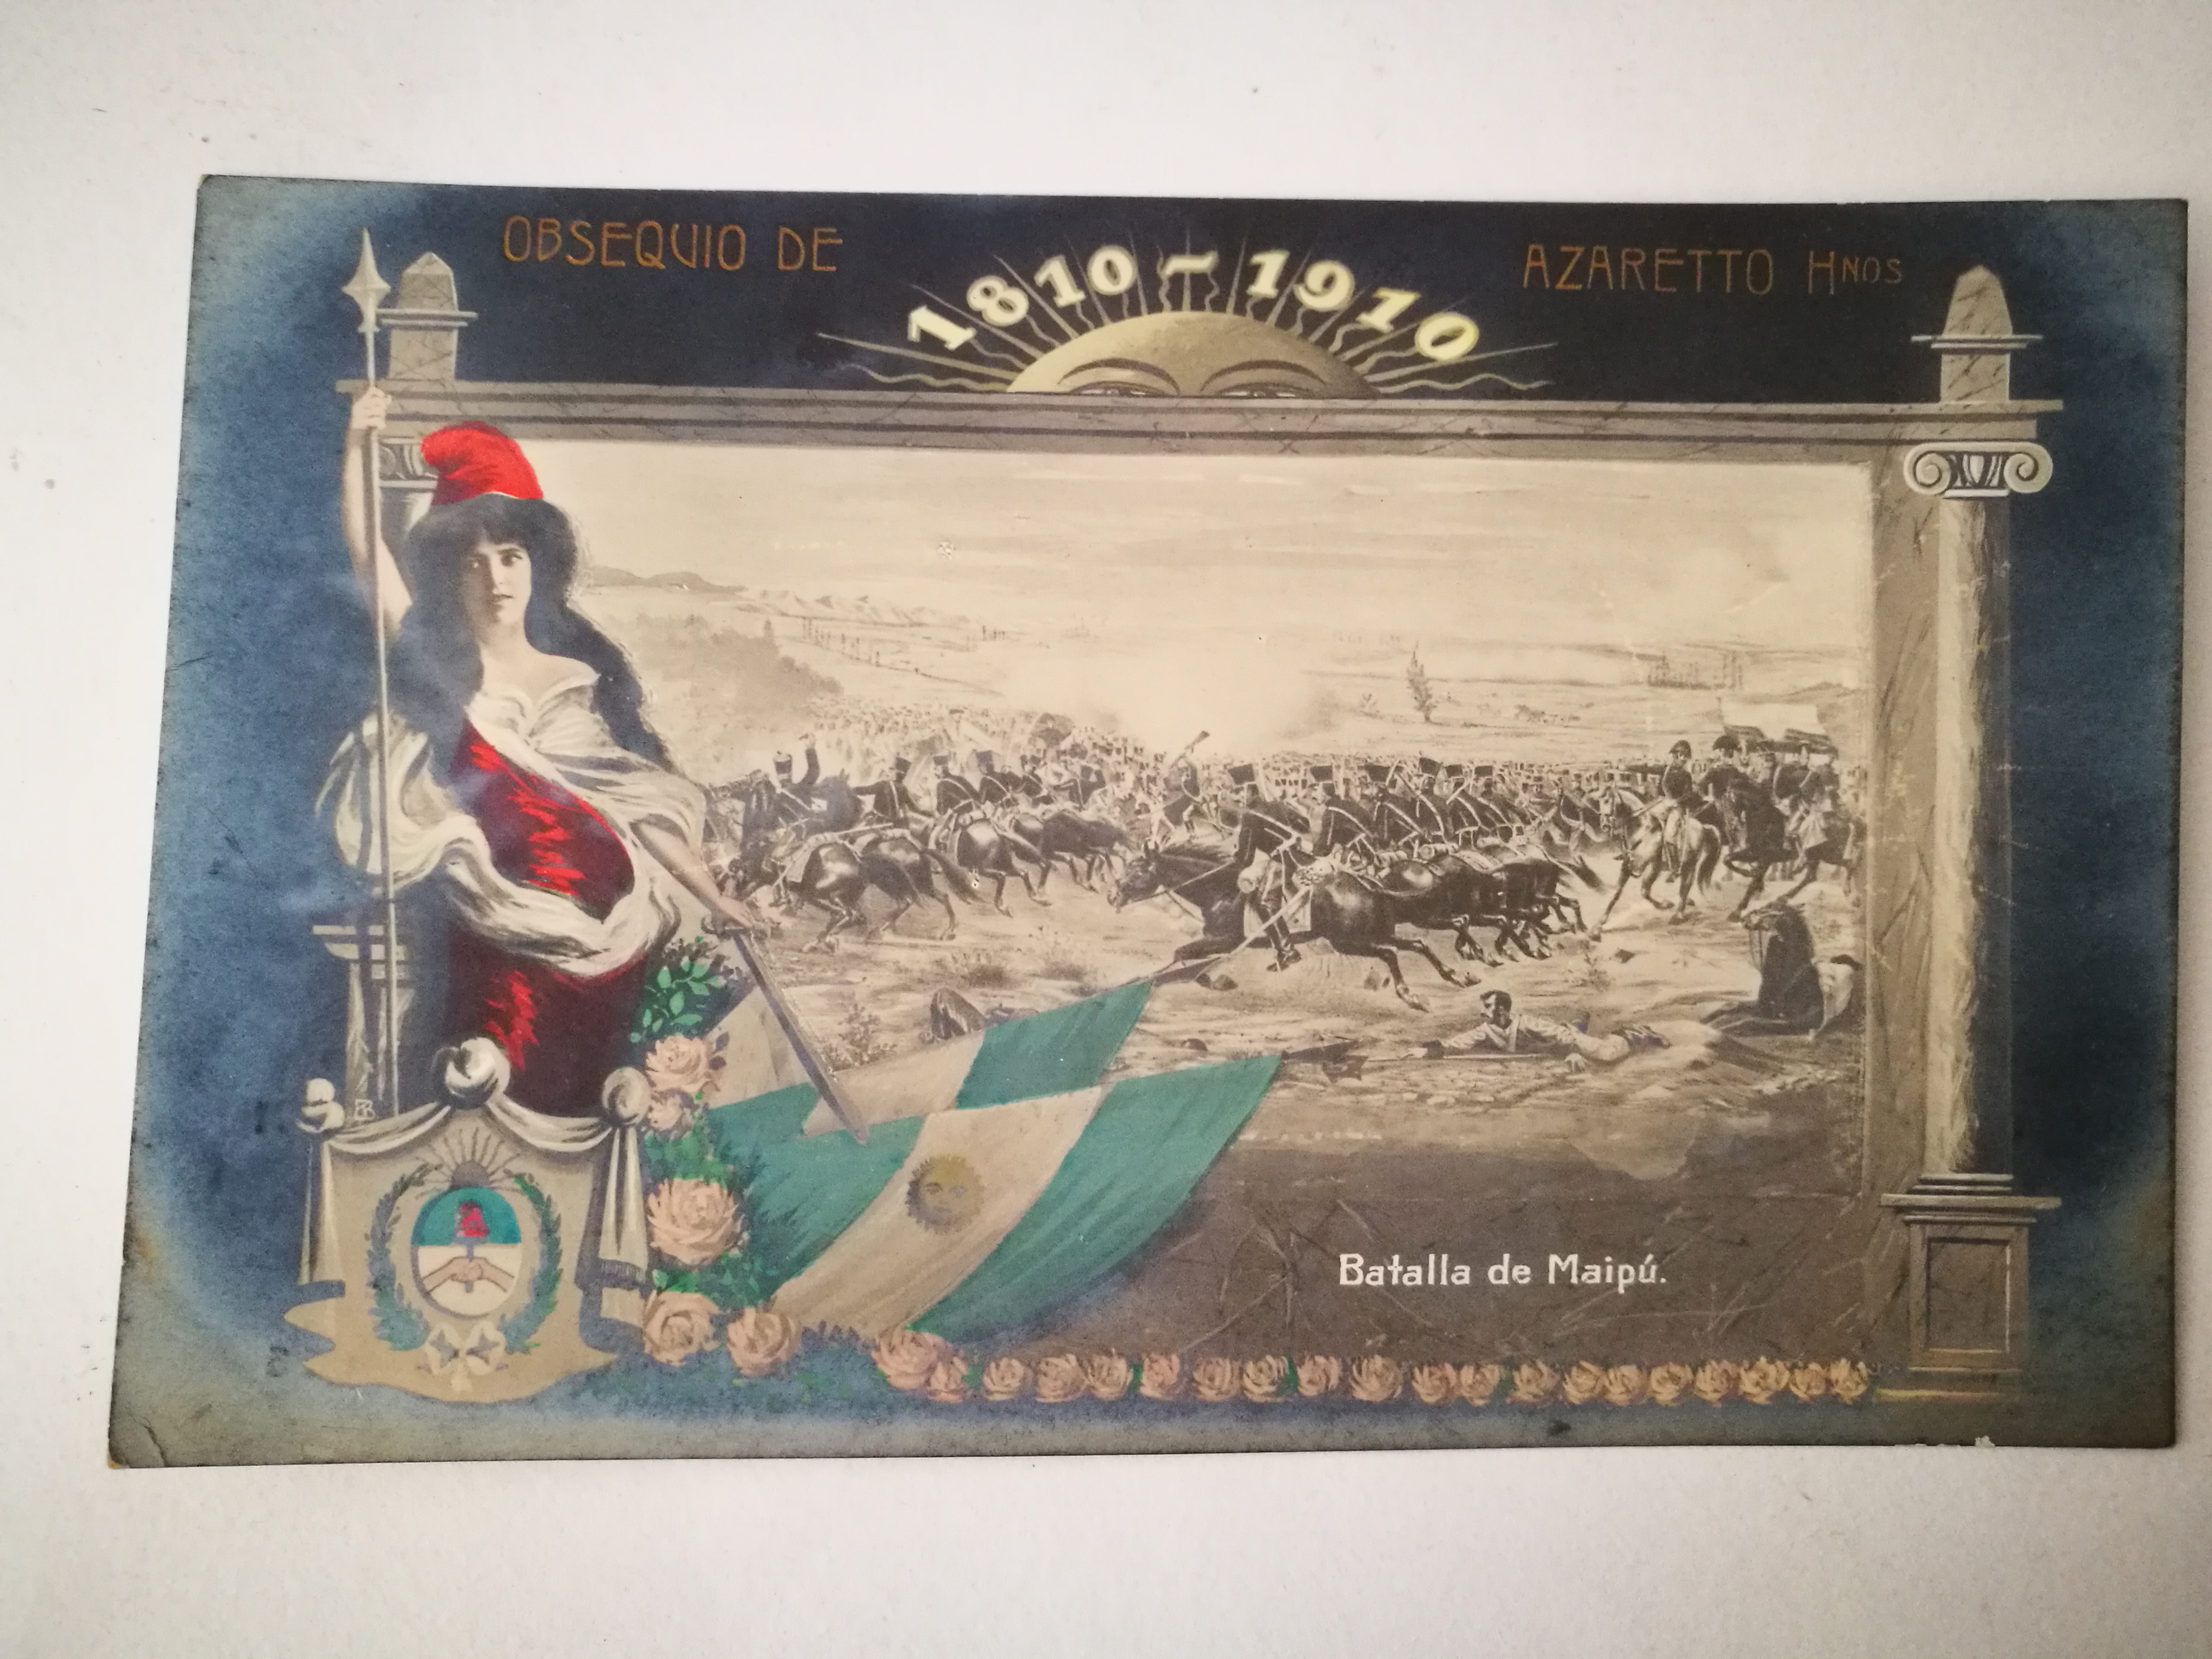 OBSEQUIO DE
1810-1910
AZARETTO HNOS
Batalla de Maipú.